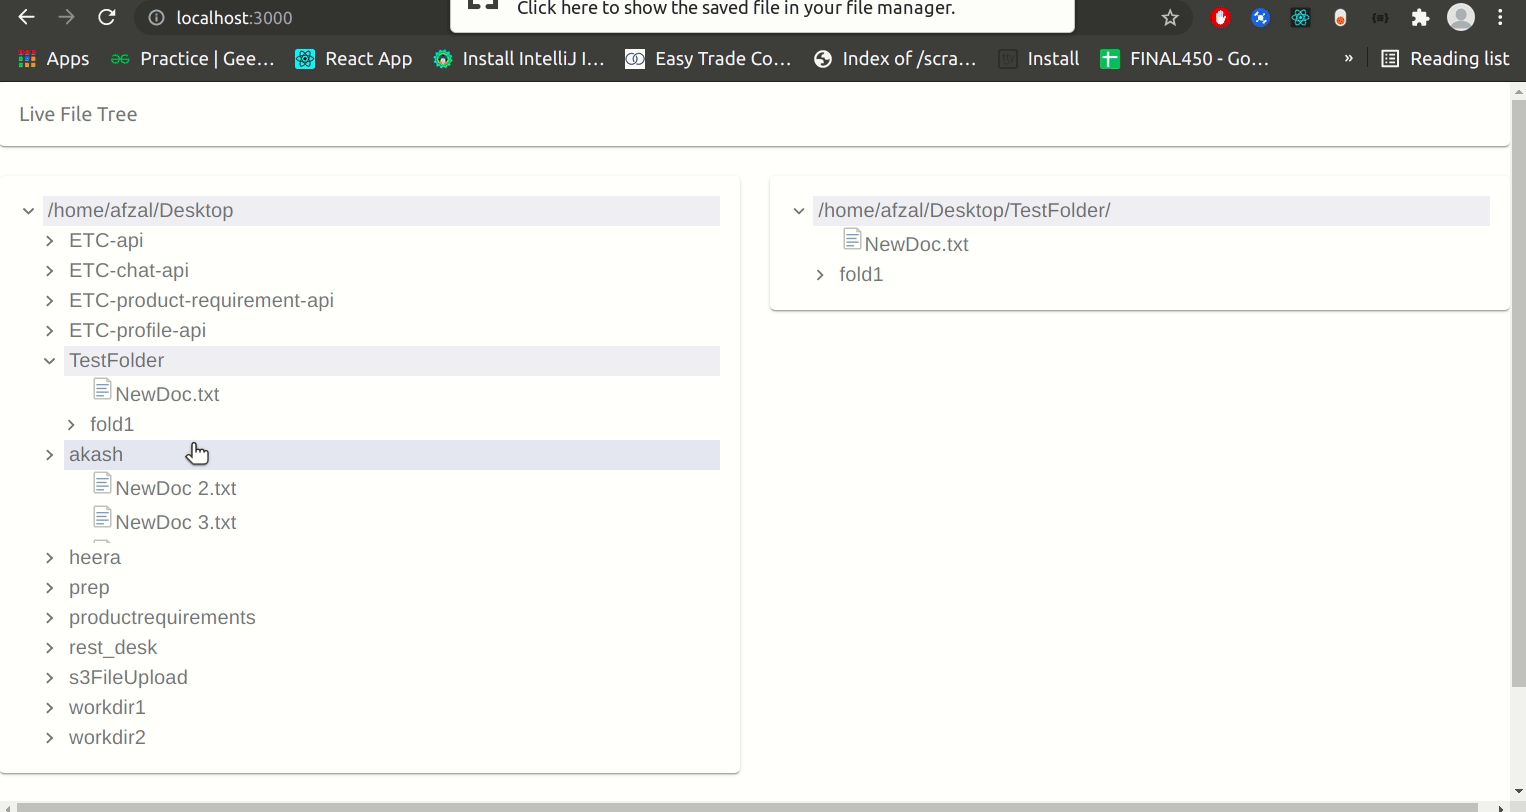 localhost:3000
Click here to show the saved file in your file manager.
Apps
Practice | Gee...
React App
Install IntelliJ I...
Easy Trade Co...
Index of /scra...
Install
FINAL450 - Go...
»
Reading list
Live File Tree
/home/afzal/Desktop
ETC-api
ETC-chat-api
ETC-product-requirement-api
ETC-profile-api
TestFolder
NewDoc.txt
fold1
akash
NewDoc 2.txt
NewDoc 3.txt
heera
prep
productrequirements
rest_desk
s3FileUpload
workdir1
workdir2
/home/afzal/Desktop/TestFolder/
NewDoc.txt
fold1